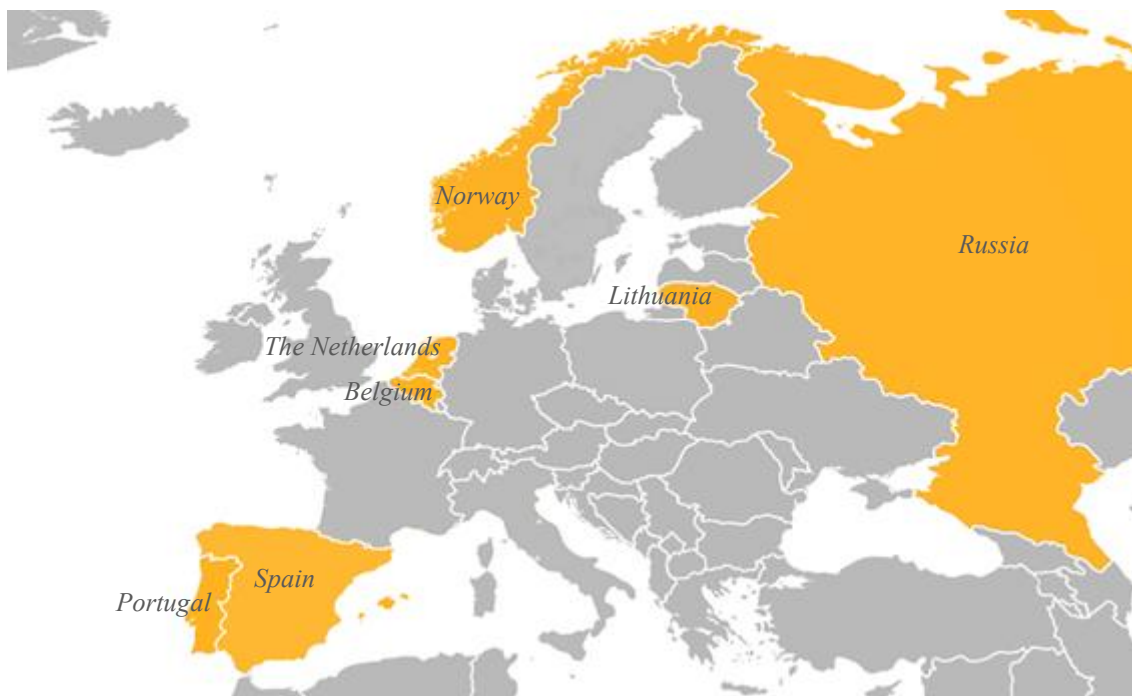 Norway
Russia
Lithuania
The Netherlands
Belgium
Spain
Portugal